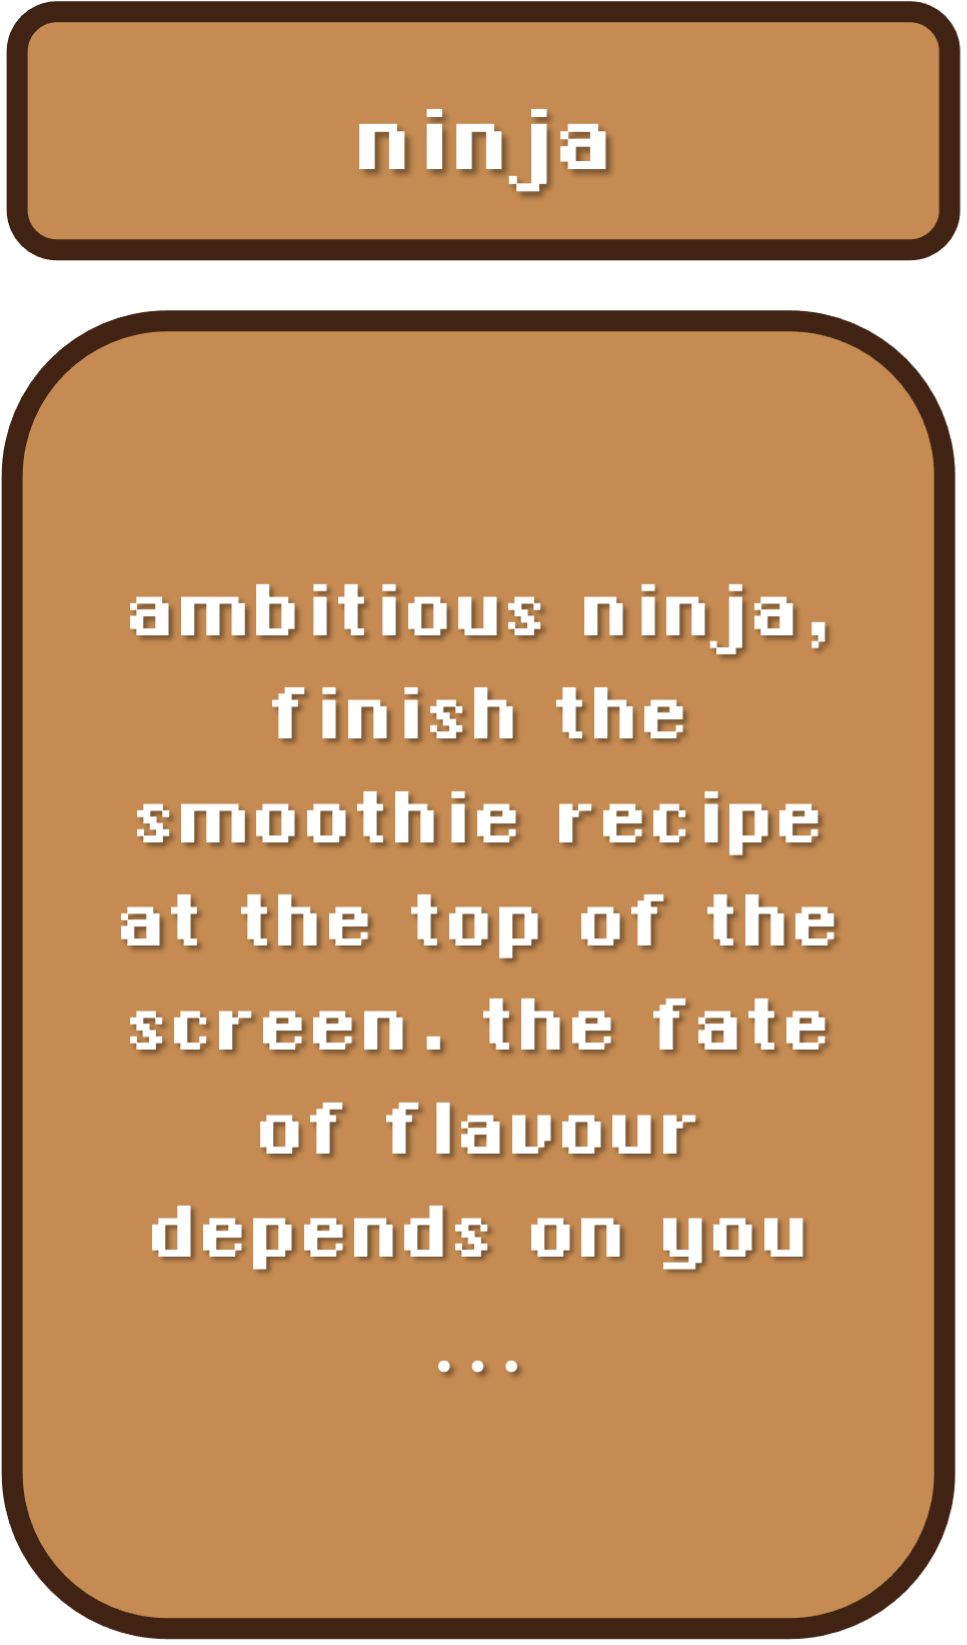 ninja
ambitious ninja,
finish the
smoothie recipe
at the top of the
screen. the fate
of flavour
depends on you
...